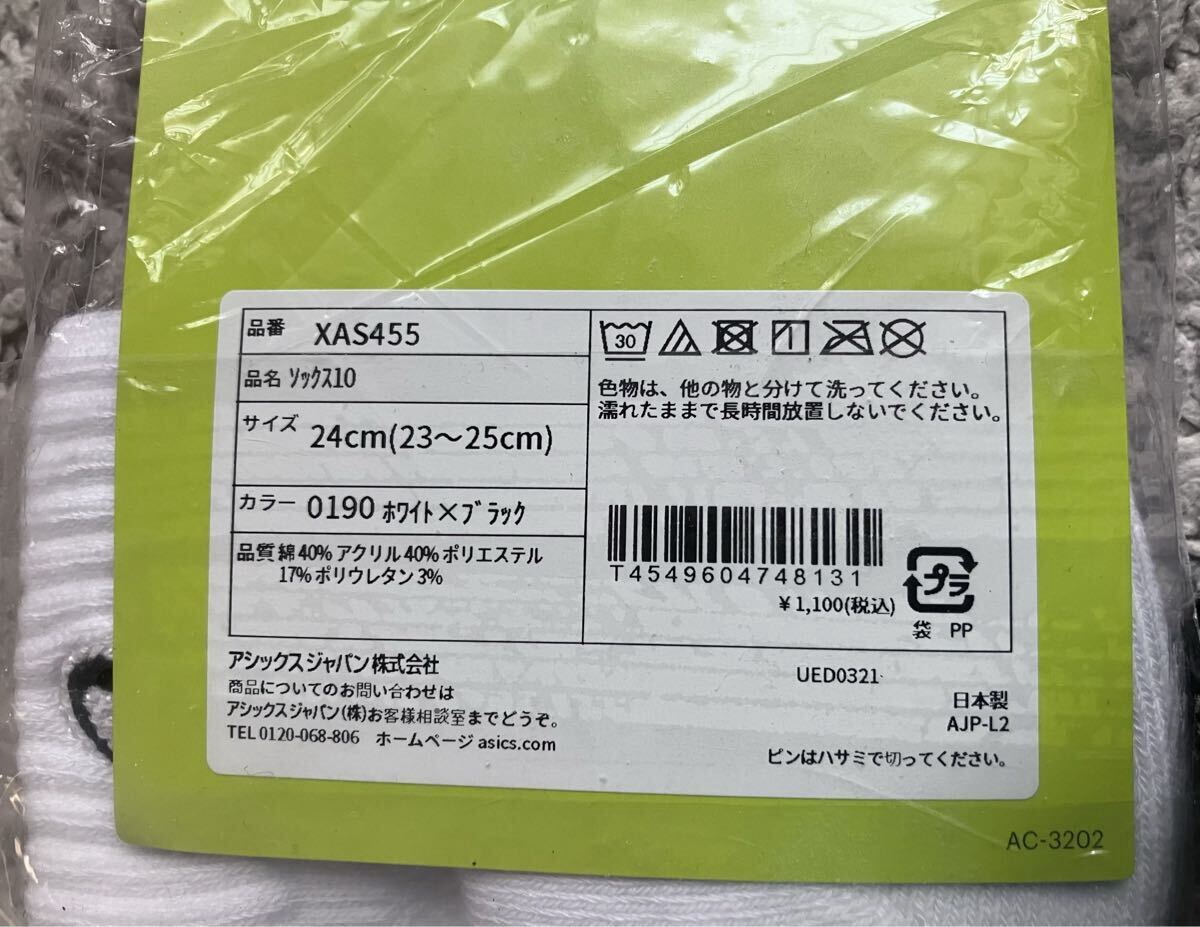 品番 XAS455
品名 ｿｯｸｽ10
サイズ 24cm(23～25cm)
カラー 0190 ﾎﾜｲﾄ×ﾌﾞﾗｯｸ
品質 綿40% アクリル40% ポリエステル
17% ポリウレタン3%
30
色物は、他の物と分けて洗ってください。
濡れたままで長時間放置しないでください。
T4549604748131
¥1,100(税込)
プラ
袋 PP
アシックスジャパン株式会社
商品についてのお問い合わせは
アシックスジャパン(株)お客様相談室までどうぞ。
TEL 0120-068-806 ホームページ asics.com
UED0321
日本製
AJP-L2
ピンはハサミで切ってください。
AC-3202